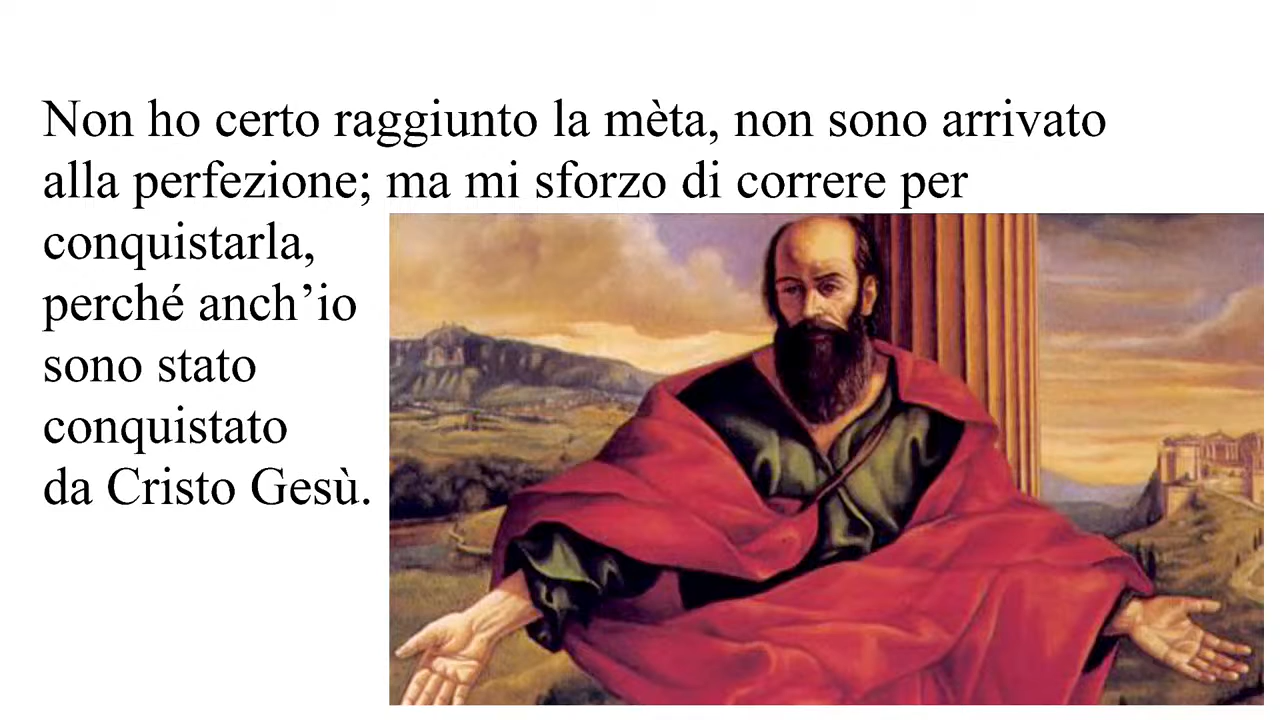 Non ho certo raggiunto la mèta, non sono arrivato
alla perfezione; ma mi sforzo di correre per
conquistarla,
perché anch’io
sono stato
conquistato
da Cristo Gesù.